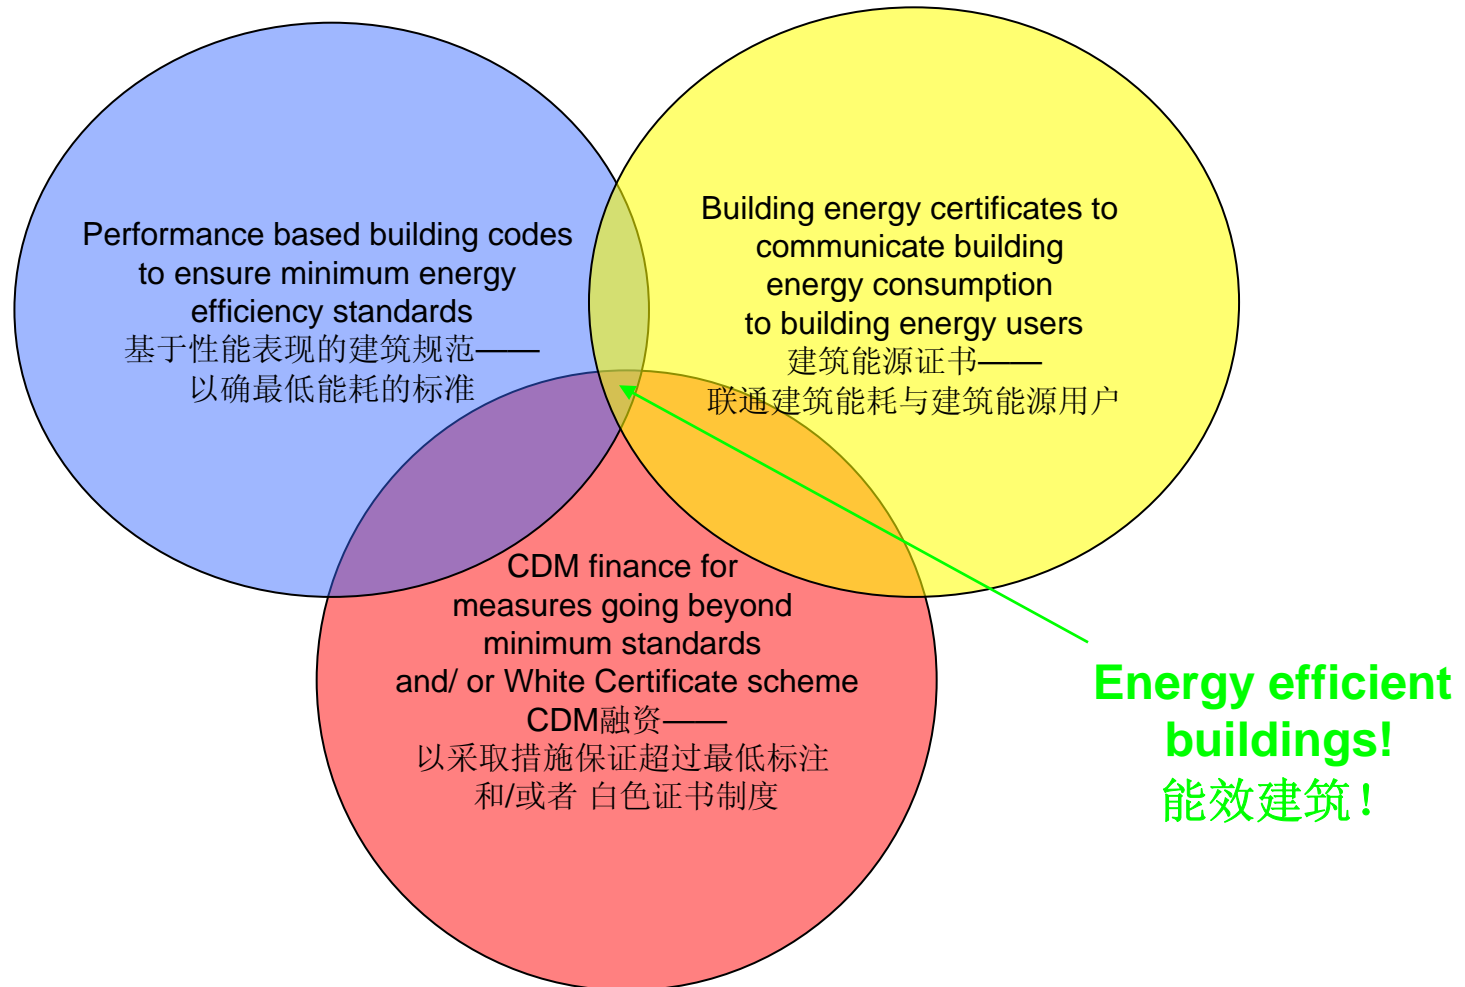 Performance based building codes
to ensure minimum energy
efficiency standards
基于性能表现的建筑规范——
以确最低能耗的标准
Building energy certificates to
communicate building
energy consumption
to building energy users
建筑能源证书——
联通建筑能耗与建筑能源用户
CDM finance for
measures going beyond
minimum standards
and/ or White Certificate scheme
CDM融资——
以采取措施保证超过最低标注
和/或者 白色证书制度
Energy efficient
buildings!
能效建筑！